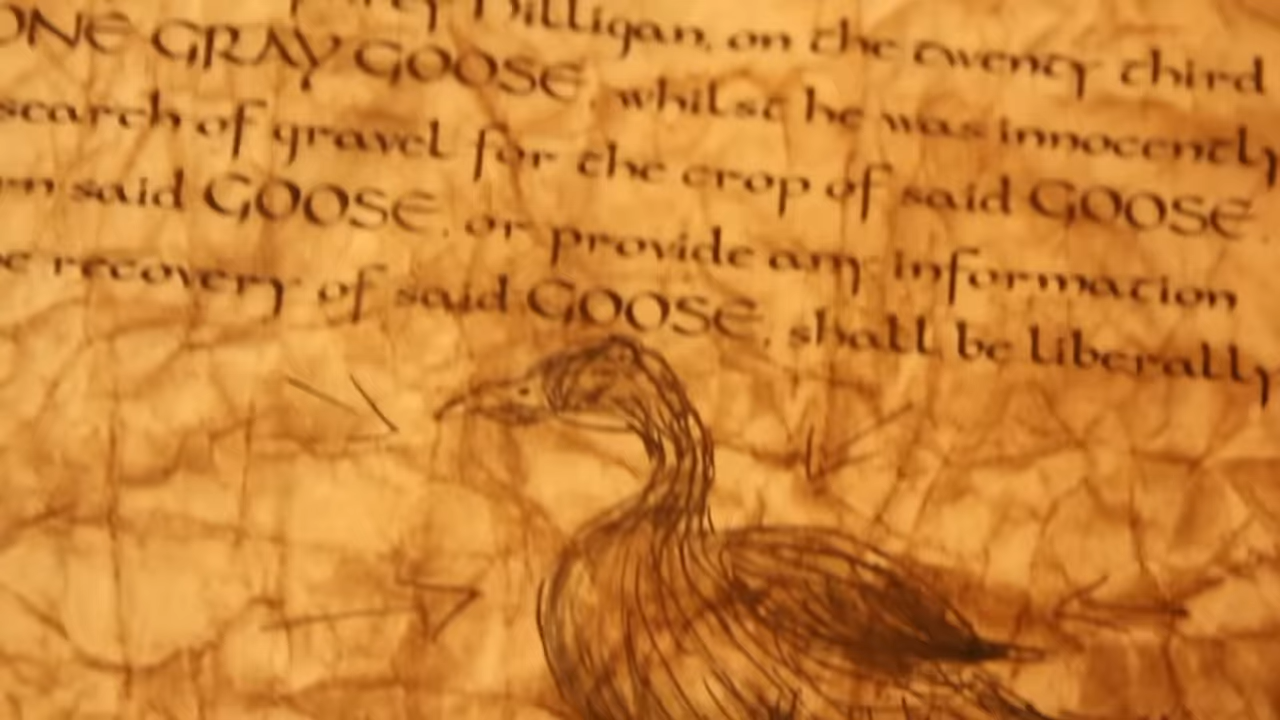 Dilligan, on the twenty third
ONE GRAY GOOSE, whilst he was innocently
search of gravel for the crop of said GOOSE.
said GOOSE, or provide any information
recovery of said GOOSE, shall be liberally